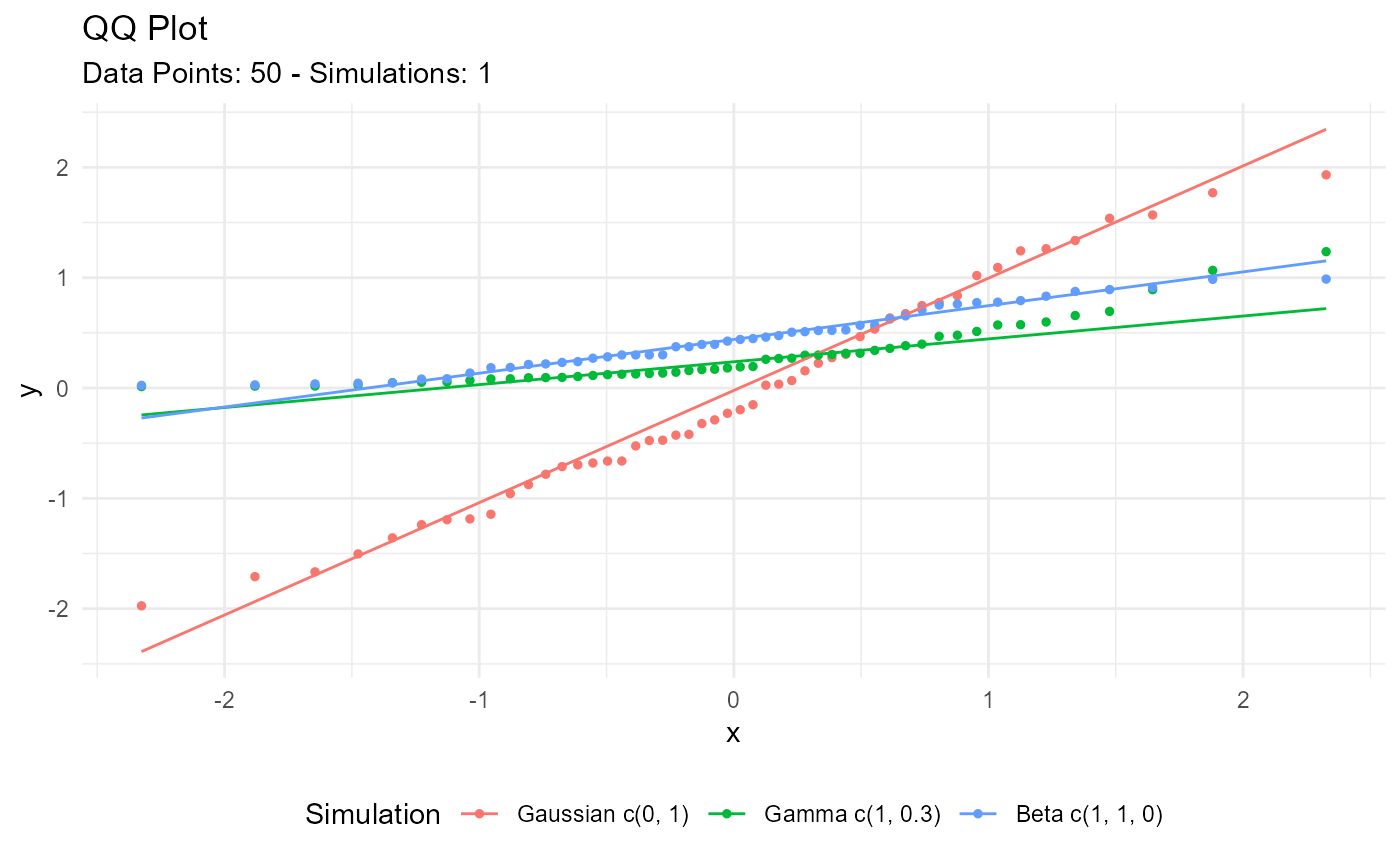 QQ Plot
Data Points: 50 - Simulations: 1
y
2
1
0
-1
-2
-2 -1 0 1 2
x
Simulation Gaussian c(0, 1) Gamma c(1, 0.3) Beta c(1, 1, 0)